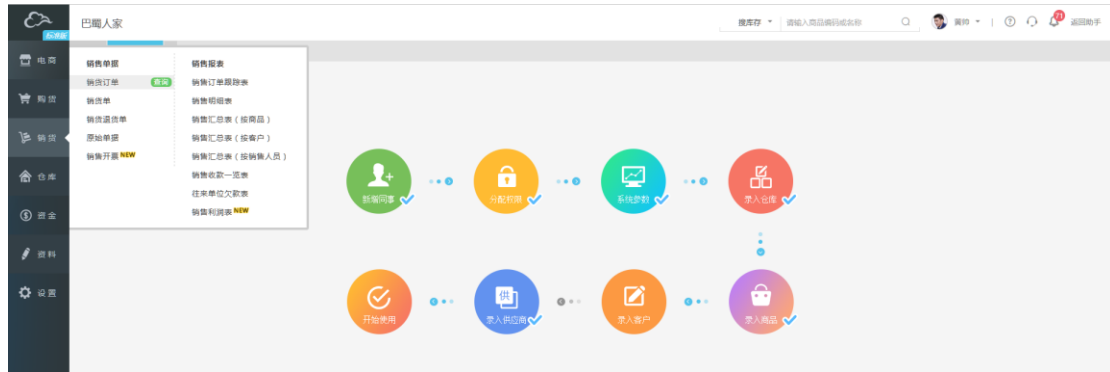 巴蜀人家
搜库存 请输入商品编码或名称
黄帅
71
返回助手
标准版
电商
购货
销货
仓库
资金
资料
设置
销售单据
销货订单 查询
销货单
销货退货单
原始单据
销售开票 NEW
销售报表
销售订单跟踪表
销售明细表
销售汇总表（按商品）
销售汇总表（按客户）
销售汇总表（按销售人员）
销售收款一览表
往来单位欠款表
销售利润表 NEW
新增同事
分配权限
系统参数
录入仓库
开始使用
供
录入供应商
录入客户
录入商品